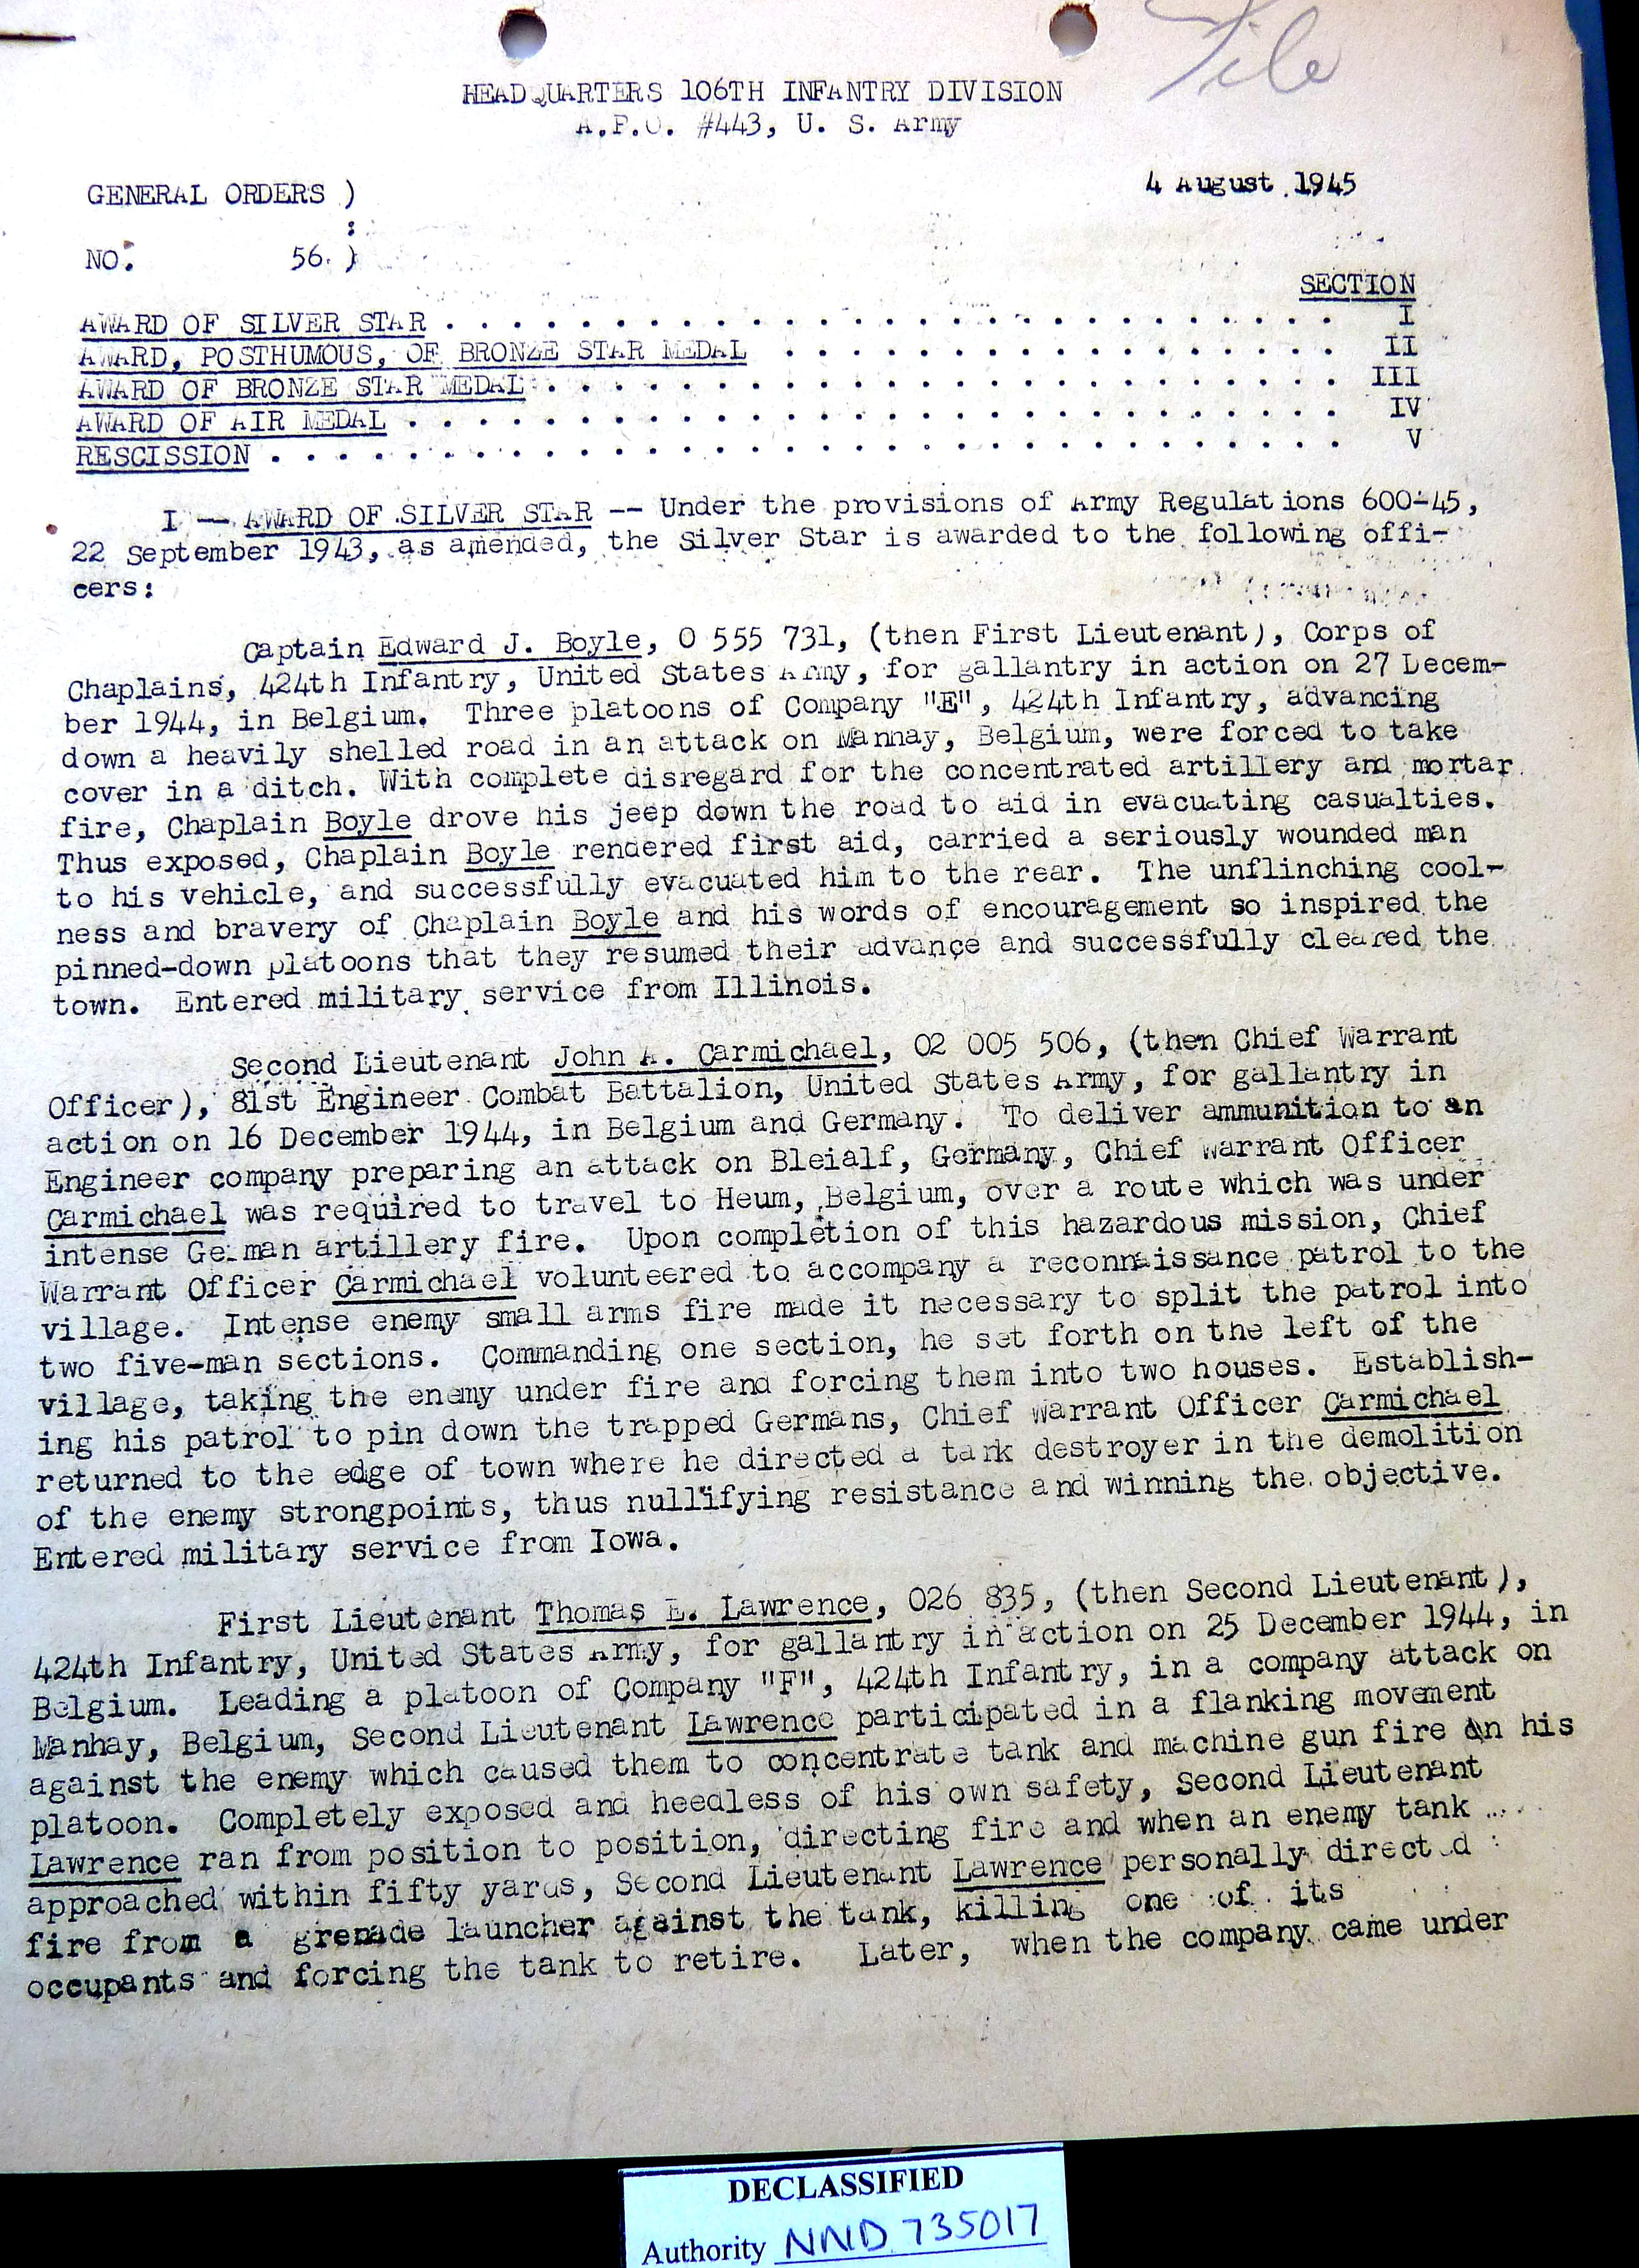 File
HEADQUARTERS 106TH INFANTRY DIVISION
A.P.O. #443, U. S. Army
4 August 1945
GENERAL ORDERS )
:
NO. 56 )
SECTION
AWARD OF SILVER STAR . . . . . . . . . . . . . . . . . . . . . . . . . . . I
AWARD, POSTHUMOUS, OF BRONZE STAR MEDAL . . . . . . . . . . . . . . . . . II
AWARD OF BRONZE STAR MEDAL . . . . . . . . . . . . . . . . . . . . . . . . III
AWARD OF AIR MEDAL . . . . . . . . . . . . . . . . . . . . . . . . . . . . IV
RESCISSION . . . . . . . . . . . . . . . . . . . . . . . . . . . . . . . . V
I -- AWARD OF SILVER STAR -- Under the provisions of Army Regulations 600-45,
22 September 1943, as amended, the Silver Star is awarded to the following offi-
cers:
Captain Edward J. Boyle, O 555 731, (then First Lieutenant), Corps of
Chaplains, 424th Infantry, United States Army, for gallantry in action on 27 Decem-
ber 1944, in Belgium. Three platoons of Company "E", 424th Infantry, advancing
down a heavily shelled road in an attack on Manhay, Belgium, were forced to take
cover in a ditch. With complete disregard for the concentrated artillery and mortar
fire, Chaplain Boyle drove his jeep down the road to aid in evacuating casualties.
Thus exposed, Chaplain Boyle rendered first aid, carried a seriously wounded man
to his vehicle, and successfully evacuated him to the rear. The unflinching cool-
ness and bravery of Chaplain Boyle and his words of encouragement so inspired the
pinned-down platoons that they resumed their advance and successfully cleared the
town. Entered military service from Illinois.
Second Lieutenant John A. Carmichael, O2 005 506, (then Chief Warrant
Officer), 81st Engineer Combat Battalion, United States Army, for gallantry in
action on 16 December 1944, in Belgium and Germany. To deliver ammunition to an
Engineer company preparing an attack on Bleialf, Germany, Chief Warrant Officer
Carmichael was required to travel to Heum, Belgium, over a route which was under
intense German artillery fire. Upon completion of this hazardous mission, Chief
Warrant Officer Carmichael volunteered to accompany a reconnaissance patrol to the
village. Intense enemy small arms fire made it necessary to split the patrol into
two five-man sections. Commanding one section, he set forth on the left of the
village, taking the enemy under fire and forcing them into two houses. Establish-
ing his patrol to pin down the trapped Germans, Chief Warrant Officer Carmichael
returned to the edge of town where he directed a tank destroyer in the demolition
of the enemy strongpoints, thus nullifying resistance and winning the objective.
Entered military service from Iowa.
First Lieutenant Thomas E. Lawrence, O26 835, (then Second Lieutenant),
424th Infantry, United States Army, for gallantry in action on 25 December 1944, in
Belgium. Leading a platoon of Company "F", 424th Infantry, in a company attack on
Manhay, Belgium, Second Lieutenant Lawrence participated in a flanking movement
against the enemy which caused them to concentrate tank and machine gun fire on his
platoon. Completely exposed and heedless of his own safety, Second Lieutenant
Lawrence ran from position to position, directing fire and when an enemy tank
approached within fifty yards, Second Lieutenant Lawrence personally directed
fire from a grenade launcher against the tank, killing one of its
occupants and forcing the tank to retire. Later, when the company came under
DECLASSIFIED
Authority NND 735017